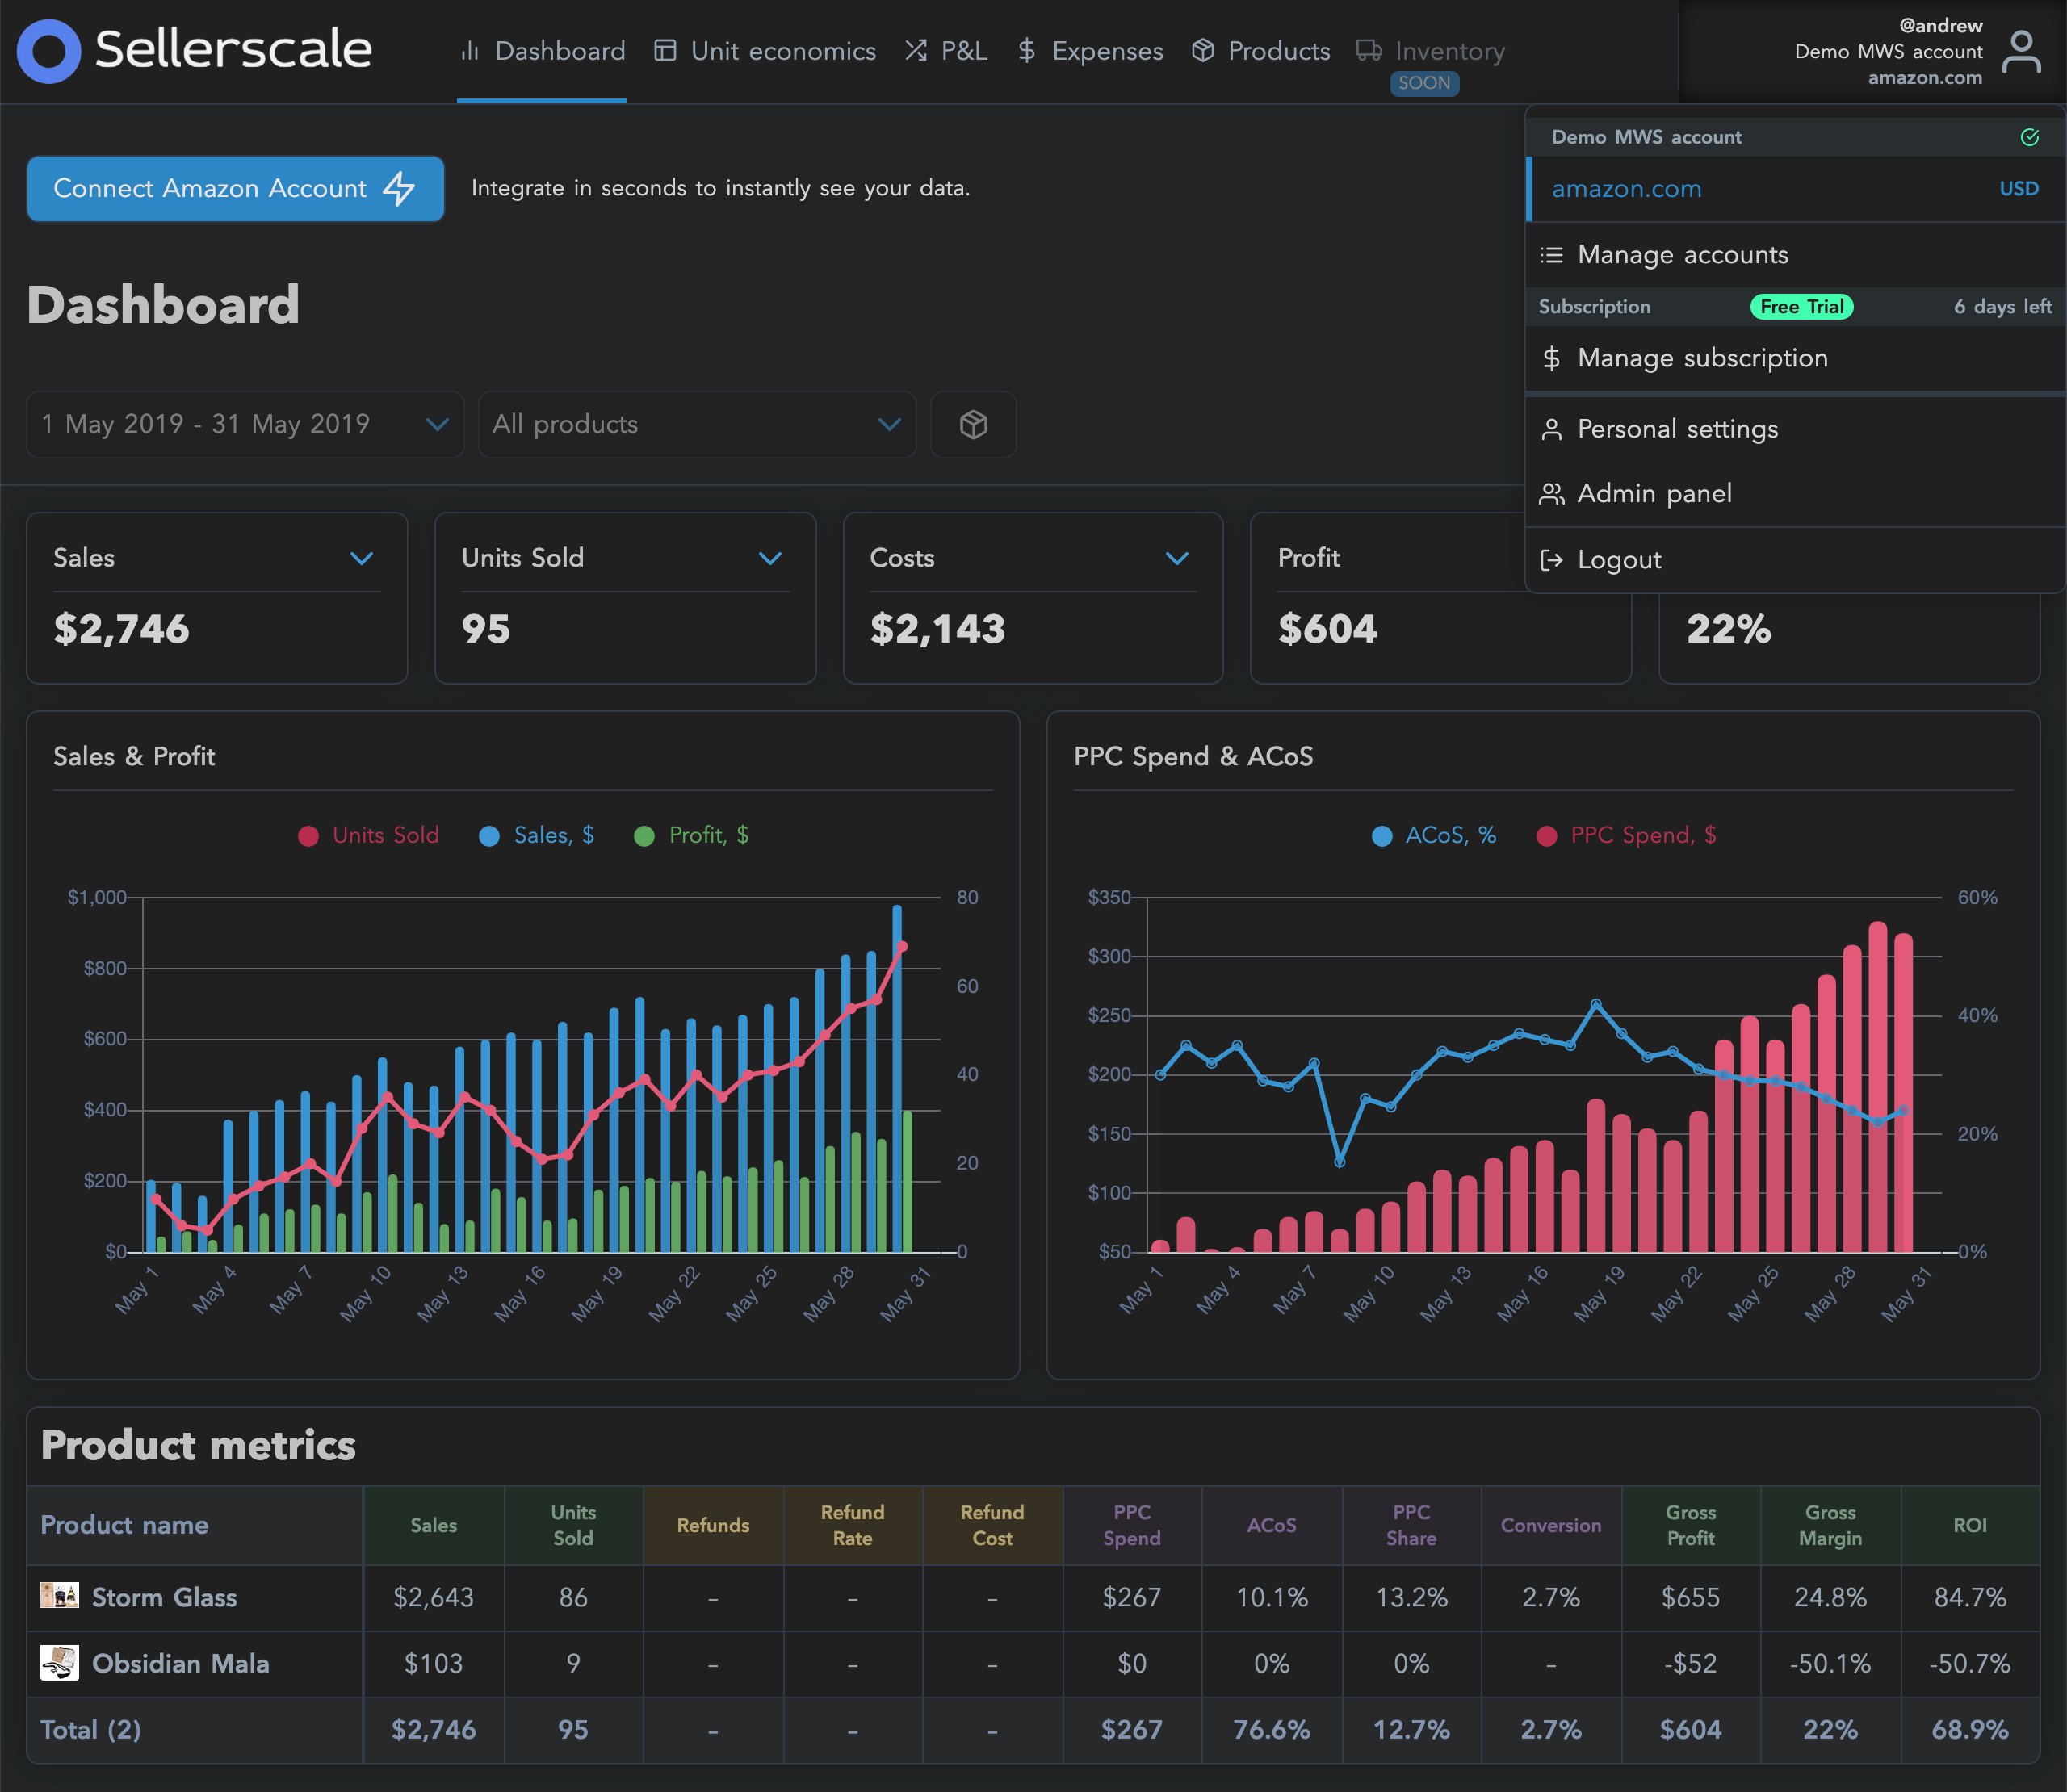 Sellerscale
Dashboard
Unit economics
P&L
Expenses
Products
Inventory
SOON
@andrew
Demo MWS account
amazon.com
Connect Amazon Account
Integrate in seconds to instantly see your data.
Demo MWS account
amazon.com USD
Manage accounts
Subscription Free Trial 6 days left
Manage subscription
Personal settings
Admin panel
Logout
Dashboard
1 May 2019 - 31 May 2019
All products
Sales
$2,746
Units Sold
95
Costs
$2,143
Profit
$604
22%
Sales & Profit
Units Sold Sales, $ Profit, $
$1,000
$800
$600
$400
$200
$0
80
60
40
20
0
May 1
May 4
May 7
May 10
May 13
May 16
May 19
May 22
May 25
May 28
May 31
PPC Spend & ACoS
ACoS, % PPC Spend, $
$350
$300
$250
$200
$150
$100
$50
60%
40%
20%
0%
May 1
May 4
May 7
May 10
May 13
May 16
May 19
May 22
May 25
May 28
May 31
Product metrics
Product name Sales Units Sold Refunds Refund Rate Refund Cost PPC Spend ACoS PPC Share Conversion Gross Profit Gross Margin ROI
Storm Glass $2,643 86 – – – $267 10.1% 13.2% 2.7% $655 24.8% 84.7%
Obsidian Mala $103 9 – – – $0 0% 0% – -$52 -50.1% -50.7%
Total (2) $2,746 95 – – – $267 76.6% 12.7% 2.7% $604 22% 68.9%